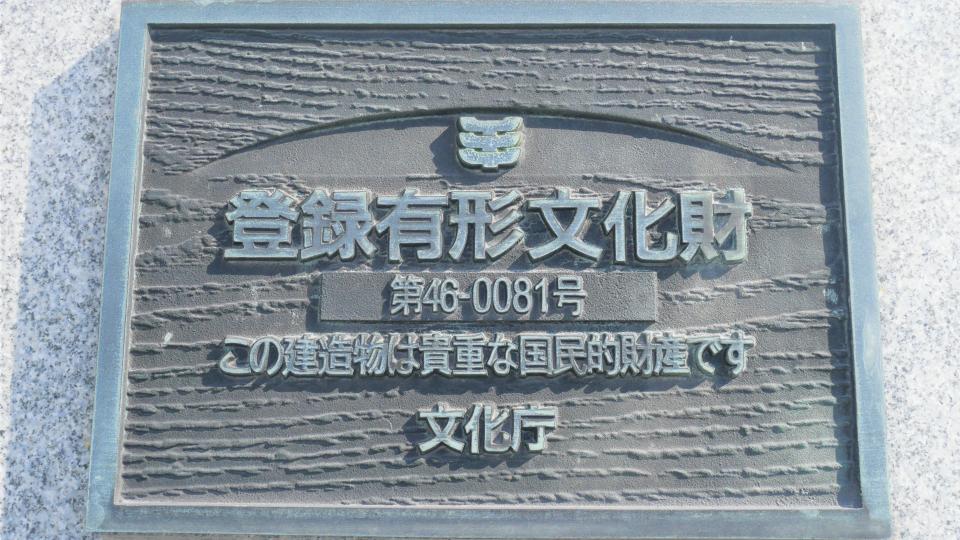 登録有形文化財
第46-0081号
この建造物は貴重な国民的財産です
文化庁